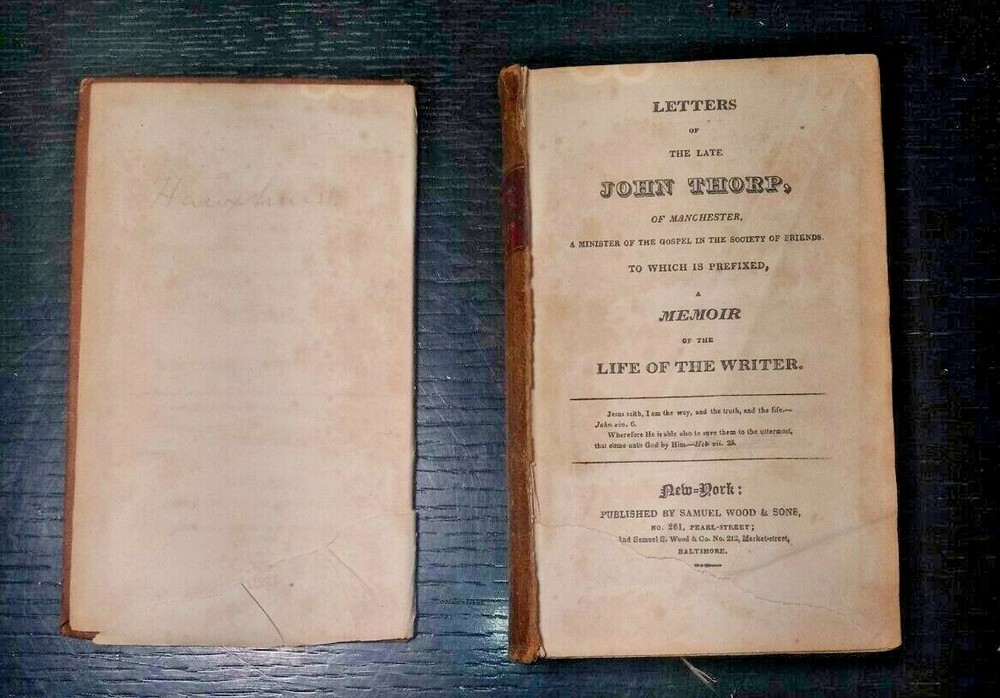 LETTERS
OF
THE LATE
JOHN THORP,
OF MANCHESTER,
A MINISTER OF THE GOSPEL IN THE SOCIETY OF FRIENDS.
TO WHICH IS PREFIXED,
A
MEMOIR
OF THE
LIFE OF THE WRITER.
Jesus saith, I am the way, and the truth, and the life.—
John xiv. 6.
Wherefore He is able also to save them to the uttermost,
that come unto God by Him.—Heb vii. 25.
New-York:
PUBLISHED BY SAMUEL WOOD & SONS,
NO. 261, PEARL-STREET;
And Samuel S. Wood & Co. No. 212, Market-street,
BALTIMORE.